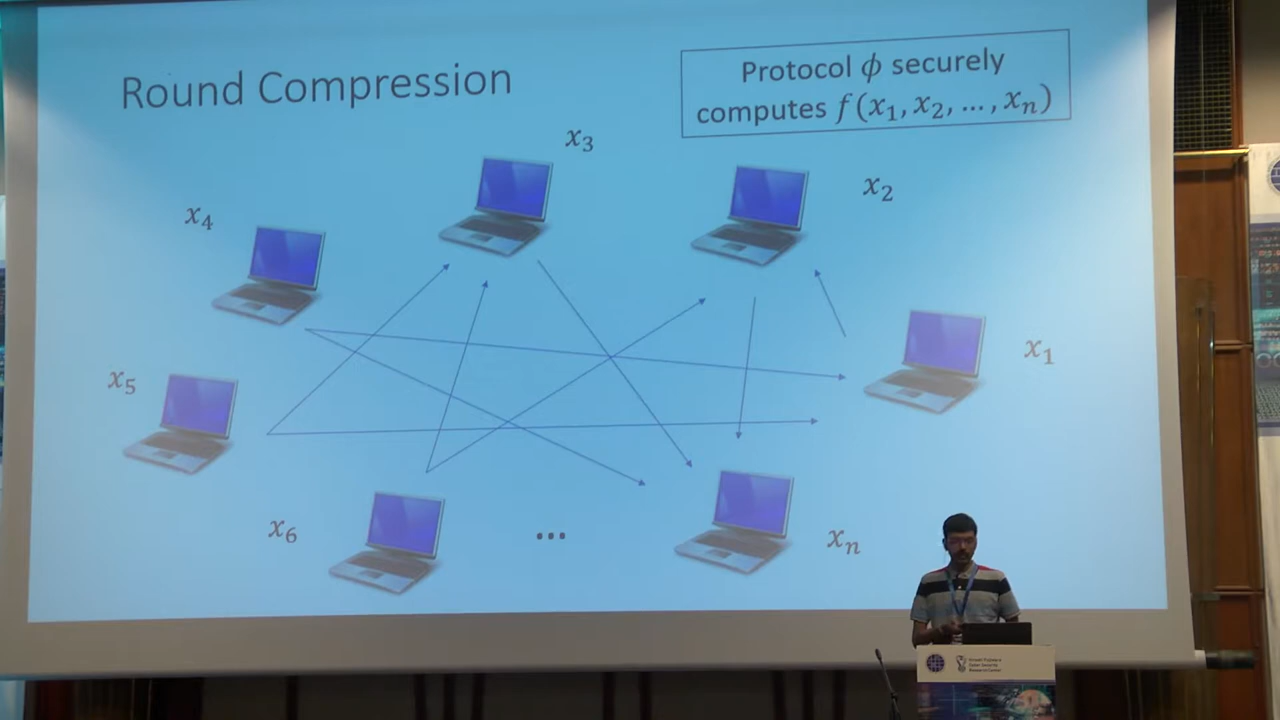 Round Compression
Protocol ϕ securely
computes f(x₁, x₂, ..., xₙ)
x₃
x₂
x₄
x₁
x₅
x₆
...
xₙ